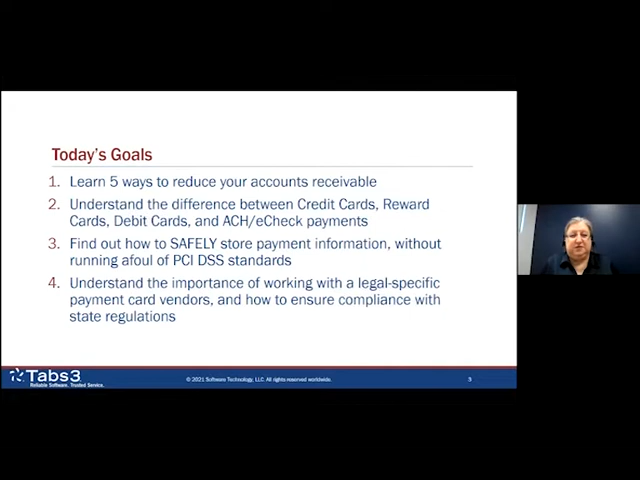 Today's Goals
1. Learn 5 ways to reduce your accounts receivable
2. Understand the difference between Credit Cards, Reward
Cards, Debit Cards, and ACH/eCheck payments
3. Find out how to SAFELY store payment information, without
running afoul of PCI DSS standards
4. Understand the importance of working with a legal-specific
payment card vendors, and how to ensure compliance with
state regulations
Tabs3
Reliable Software. Trusted Service.
© 2021 Software Technology, LLC. All rights reserved worldwide.
3